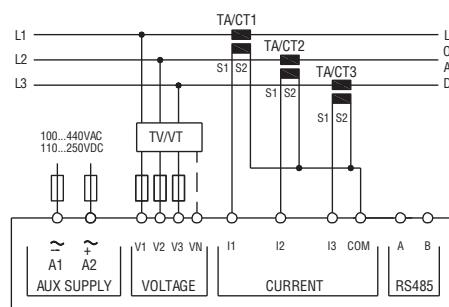 TA/CT1
L1
L
TA/CT2
L2
O
TA/CT3
L3
A
D
S1 S2
S1 S2
S1 S2
100...440VAC
110...250VDC
TV/VT
V1 V2 V3 VN I1 I2 I3 COM A B
~ ~
– +
A1 A2
AUX SUPPLY VOLTAGE CURRENT RS485